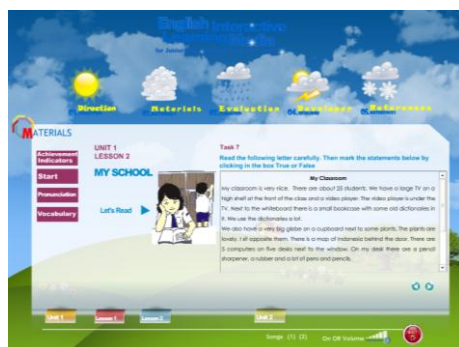 English Interactive
for Junior
Direction
Materials
Evaluation
Developer
References
MATERIALS
Achievement
Indicators
Start
Pronunciation
Vocabulary
UNIT 1
LESSON 2
MY SCHOOL
Let's Read
Task 7
Read the following letter carefully. Then mark the statements below by
clicking in the box True or False
My Classroom
My classroom is very nice. There are about 25 students. We have a large TV on a
high shelf at the front of the class and a video player. The video player is under the
TV. Next to the whiteboard there is a small bookcase with some old dictionaries in
it. We use the dictionaries a lot.
We also have a very big globe on a cupboard next to some plants. The plants are
lovely. I sit opposite them. There is a map of Indonesia behind the door. There are
5 computers on five desks next to the window. On my desk there are a pencil
sharpener, a rubber and a lot of pens and pencils.
Unit 1
Lesson 1
Lesson 2
Unit 2
Songs (1) (2)
On Off Volume